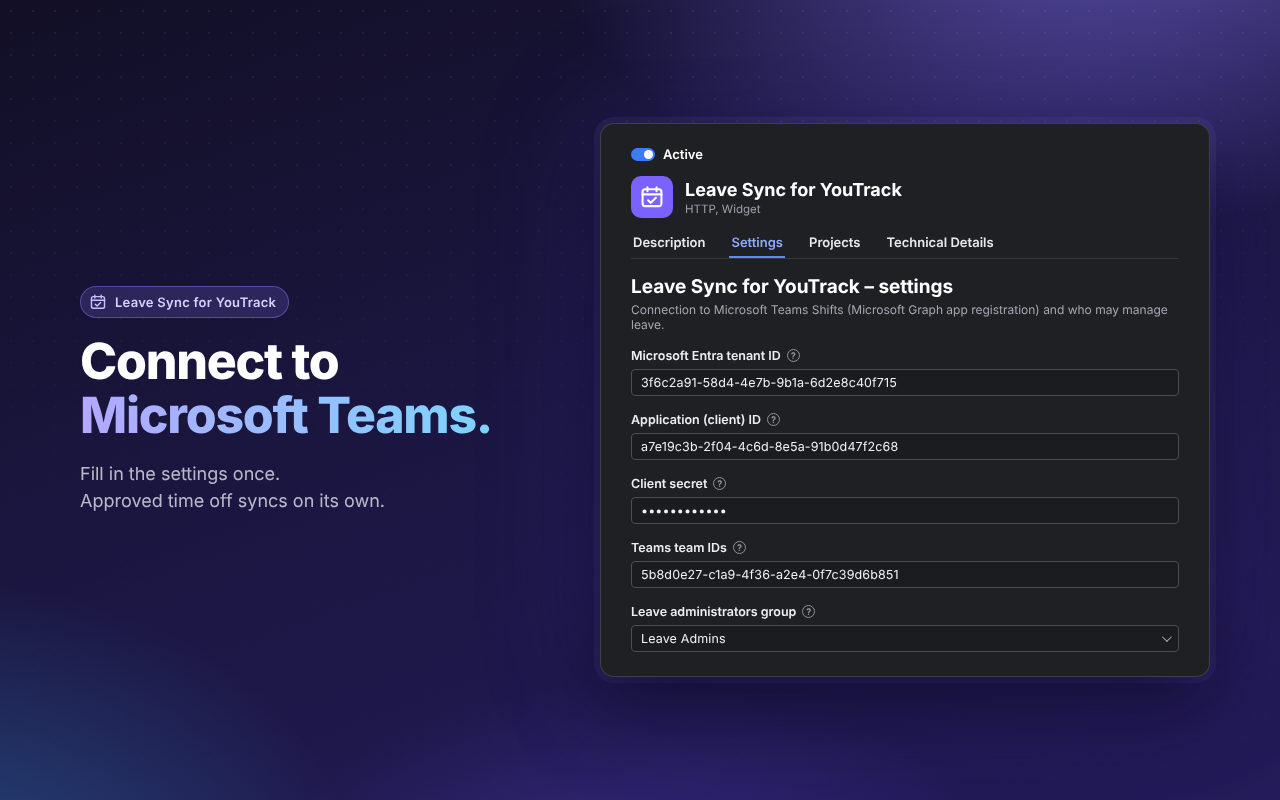 Leave Sync for YouTrack
Connect to
Microsoft Teams.
Fill in the settings once.
Approved time off syncs on its own.
Active
Leave Sync for YouTrack
HTTP, Widget
Description Settings Projects Technical Details
Leave Sync for YouTrack – settings
Connection to Microsoft Teams Shifts (Microsoft Graph app registration) and who may manage
leave.
Microsoft Entra tenant ID ?
3f6c2a91-58d4-4e7b-9b1a-6d2e8c40f715
Application (client) ID ?
a7e19c3b-2f04-4c6d-8e5a-91b0d47f2c68
Client secret ?
••••••••••••
Teams team IDs ?
5b8d0e27-c1a9-4f36-a2e4-0f7c39d6b851
Leave administrators group ?
Leave Admins